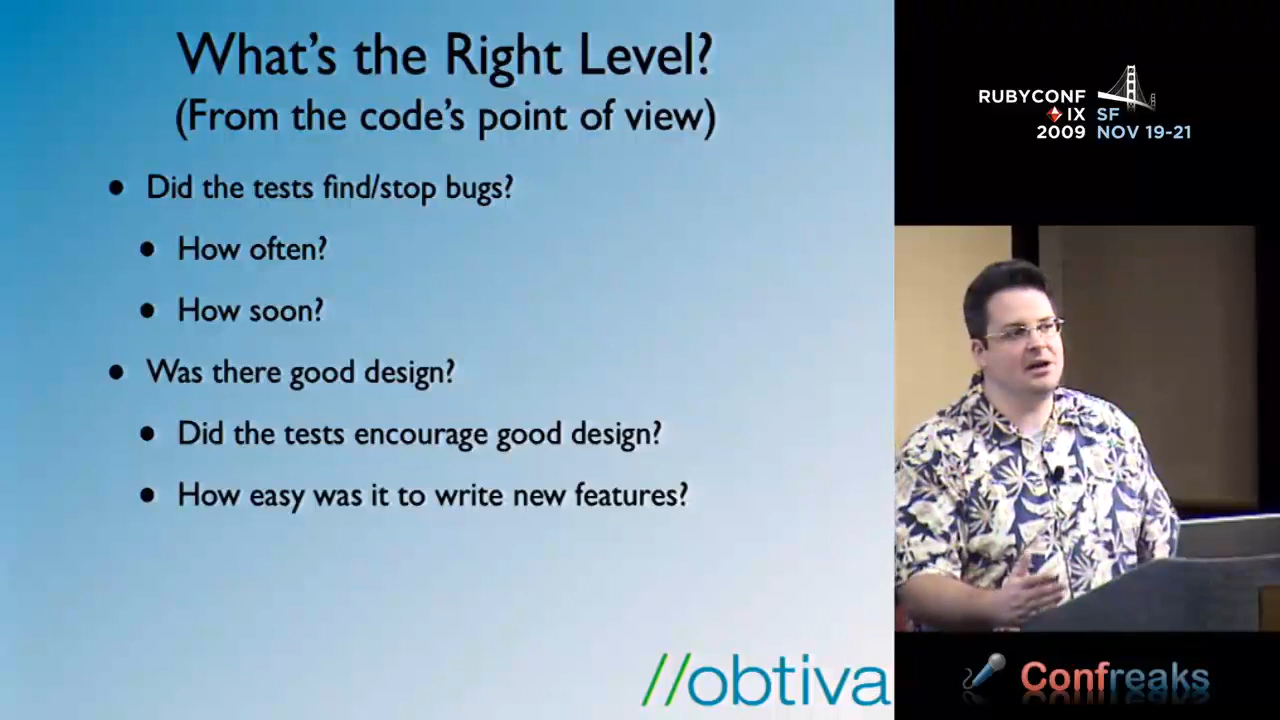 What's the Right Level?
(From the code's point of view)
• Did the tests find/stop bugs?
• How often?
• How soon?
• Was there good design?
• Did the tests encourage good design?
• How easy was it to write new features?
//obtiva
RUBYCONF
IX SF
2009 NOV 19-21
Confreaks